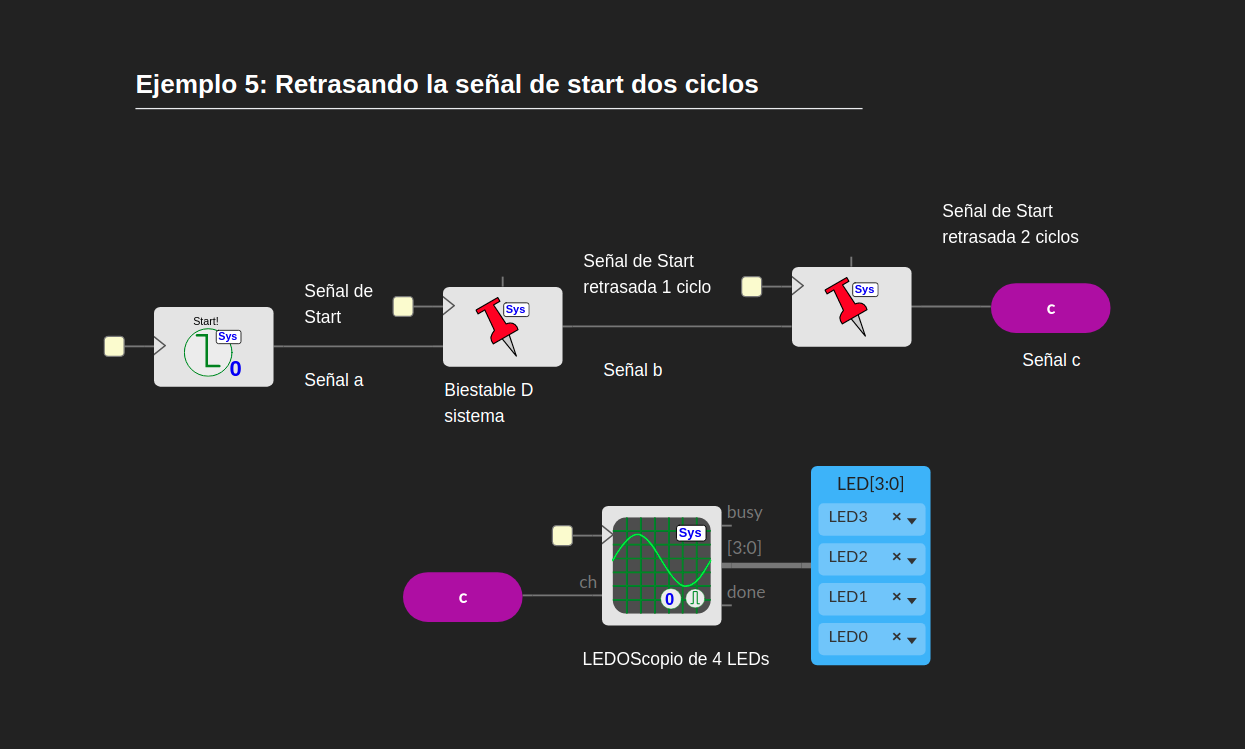 Ejemplo 5: Retrasando la señal de start dos ciclos
Señal de Start
retrasada 2 ciclos
Señal de Start
retrasada 1 ciclo
Señal de
Start
Start!
Sys
0
Sys
Sys
c
Señal a
Señal b
Señal c
Biestable D
sistema
LED[3:0]
LED3
LED2
LED1
LED0
busy
[3:0]
done
Sys
0
ch
c
LEDOScopio de 4 LEDs